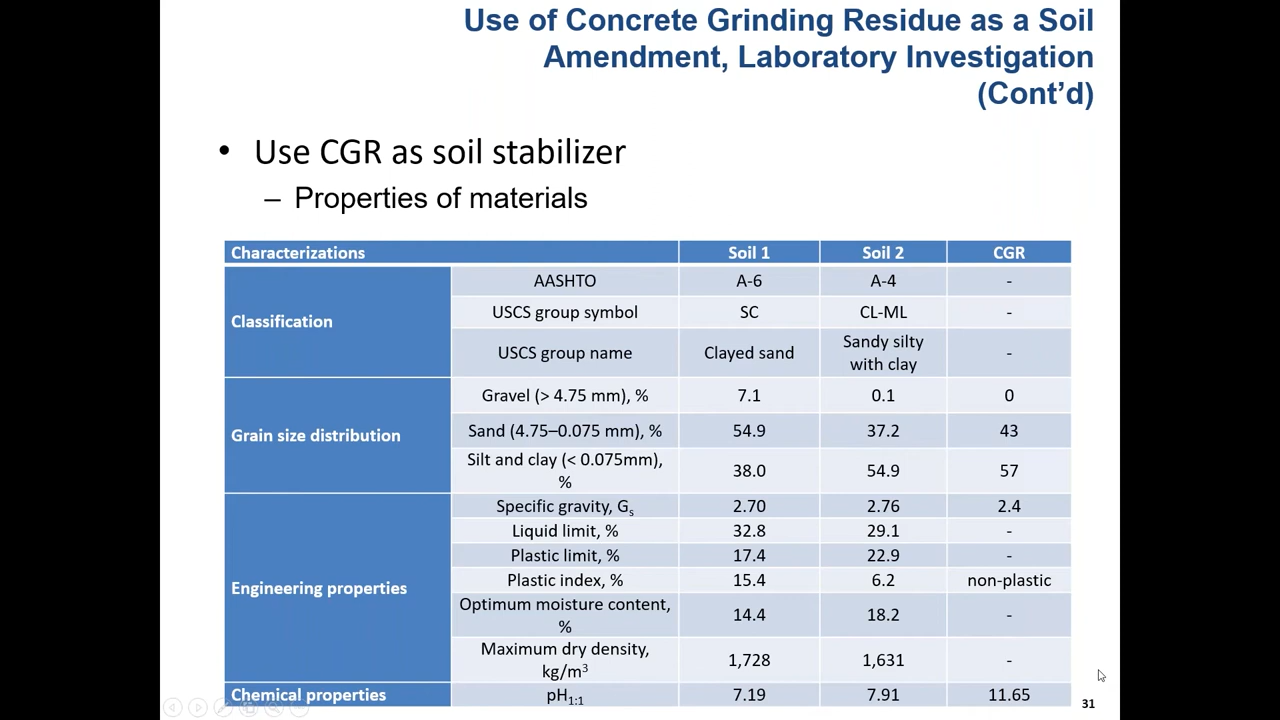 Use of Concrete Grinding Residue as a Soil
Amendment, Laboratory Investigation
(Cont’d)
• Use CGR as soil stabilizer
– Properties of materials
Characterizations Soil 1 Soil 2 CGR
Classification
AASHTO A-6 A-4 -
USCS group symbol SC CL-ML -
USCS group name Clayed sand Sandy silty with clay -
Grain size distribution
Gravel (> 4.75 mm), % 7.1 0.1 0
Sand (4.75–0.075 mm), % 54.9 37.2 43
Silt and clay (< 0.075mm), % 38.0 54.9 57
Engineering properties
Specific gravity, Gs 2.70 2.76 2.4
Liquid limit, % 32.8 29.1 -
Plastic limit, % 17.4 22.9 -
Plastic index, % 15.4 6.2 non-plastic
Optimum moisture content, % 14.4 18.2 -
Maximum dry density, kg/m³ 1,728 1,631 -
Chemical properties pH1:1 7.19 7.91 11.65
31